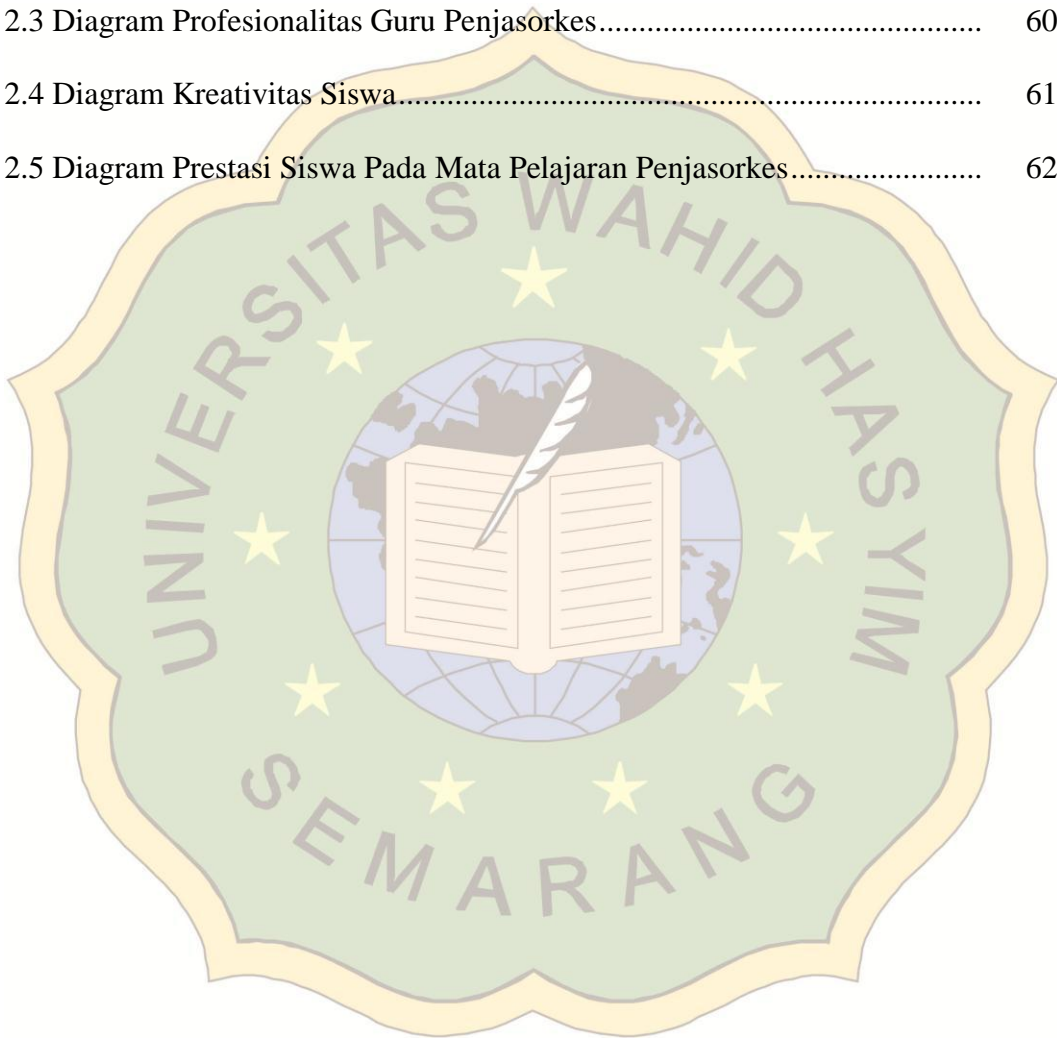 2.3 Diagram Profesionalitas Guru Penjasorkes............................................... 60
2.4 Diagram Kreativitas Siswa........................................................................ 61
2.5 Diagram Prestasi Siswa Pada Mata Pelajaran Penjasorkes....................... 62
UNIVERSITAS WAHID HASYIM
SEMARANG